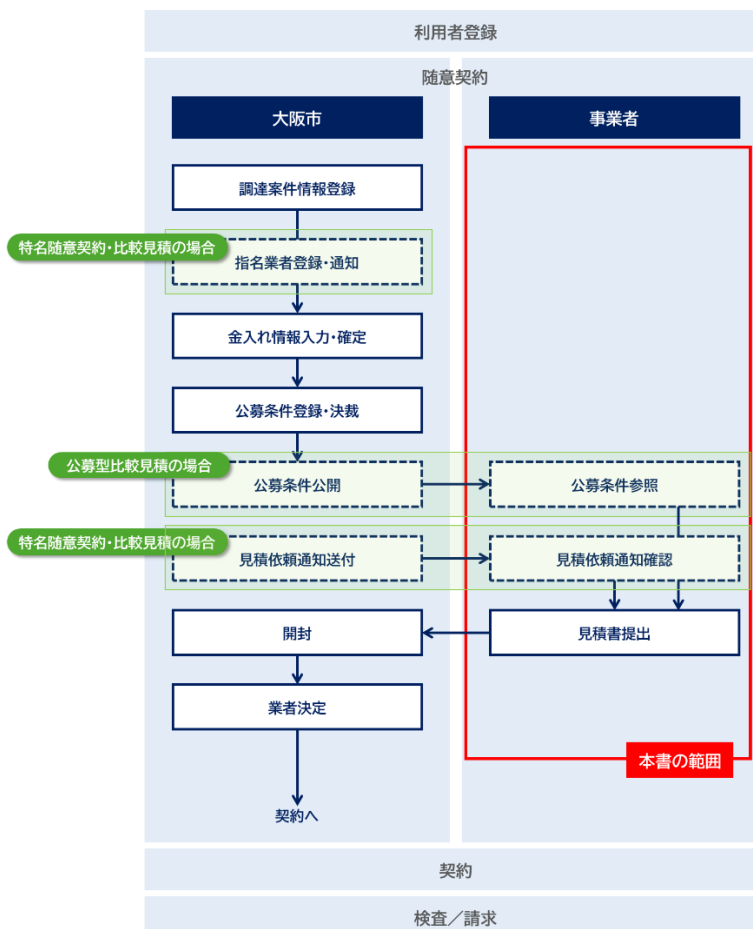 利用者登録
随意契約
大阪市
事業者
調達案件情報登録
特名随意契約・比較見積の場合
指名業者登録・通知
金入れ情報入力・確定
公募条件登録・決裁
公募型比較見積の場合
公募条件公開
公募条件参照
特名随意契約・比較見積の場合
見積依頼通知送付
見積依頼通知確認
開封
見積書提出
業者決定
本書の範囲
契約へ
契約
検査／請求